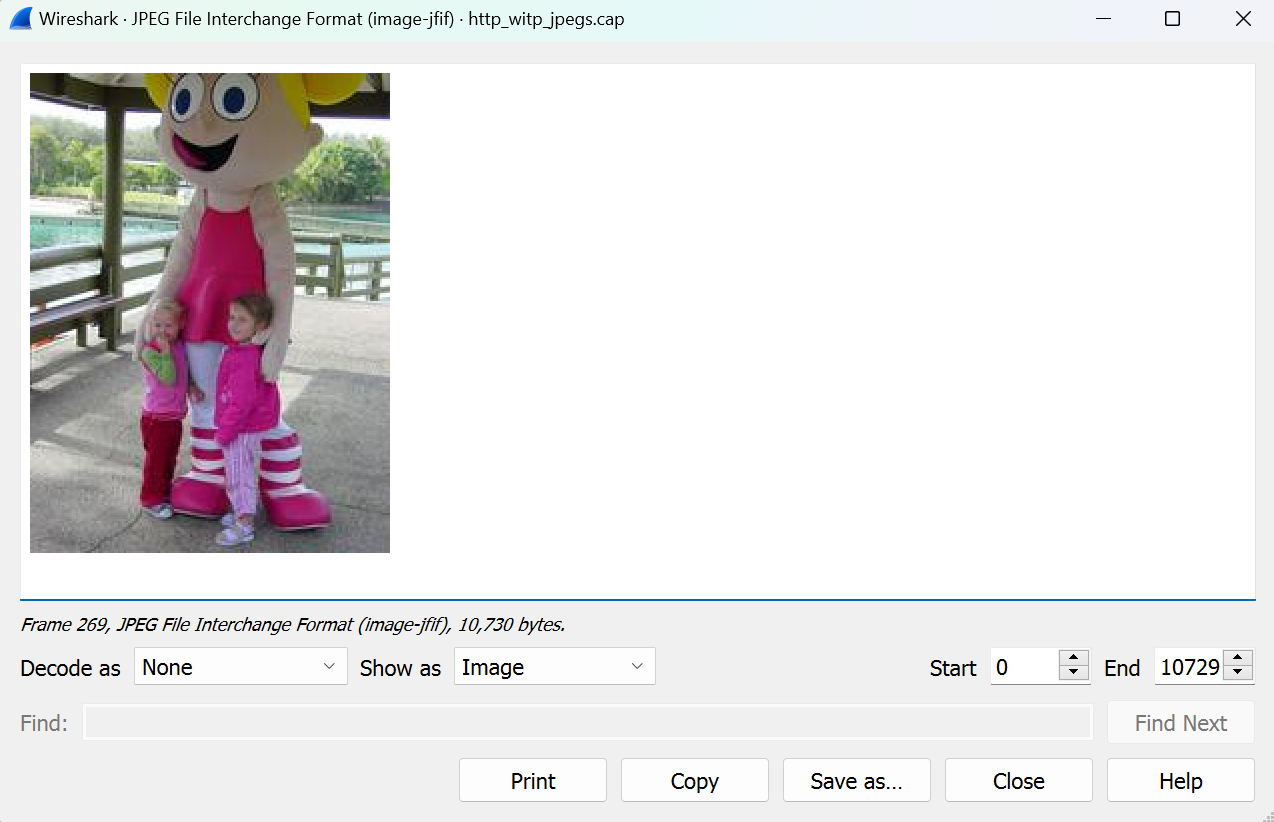 Wireshark · JPEG File Interchange Format (image-jfif) · http_witp_jpegs.cap
Frame 269, JPEG File Interchange Format (image-jfif), 10,730 bytes.
Decode as None Show as Image Start 0 End 10729
Find: Find Next
Print Copy Save as... Close Help